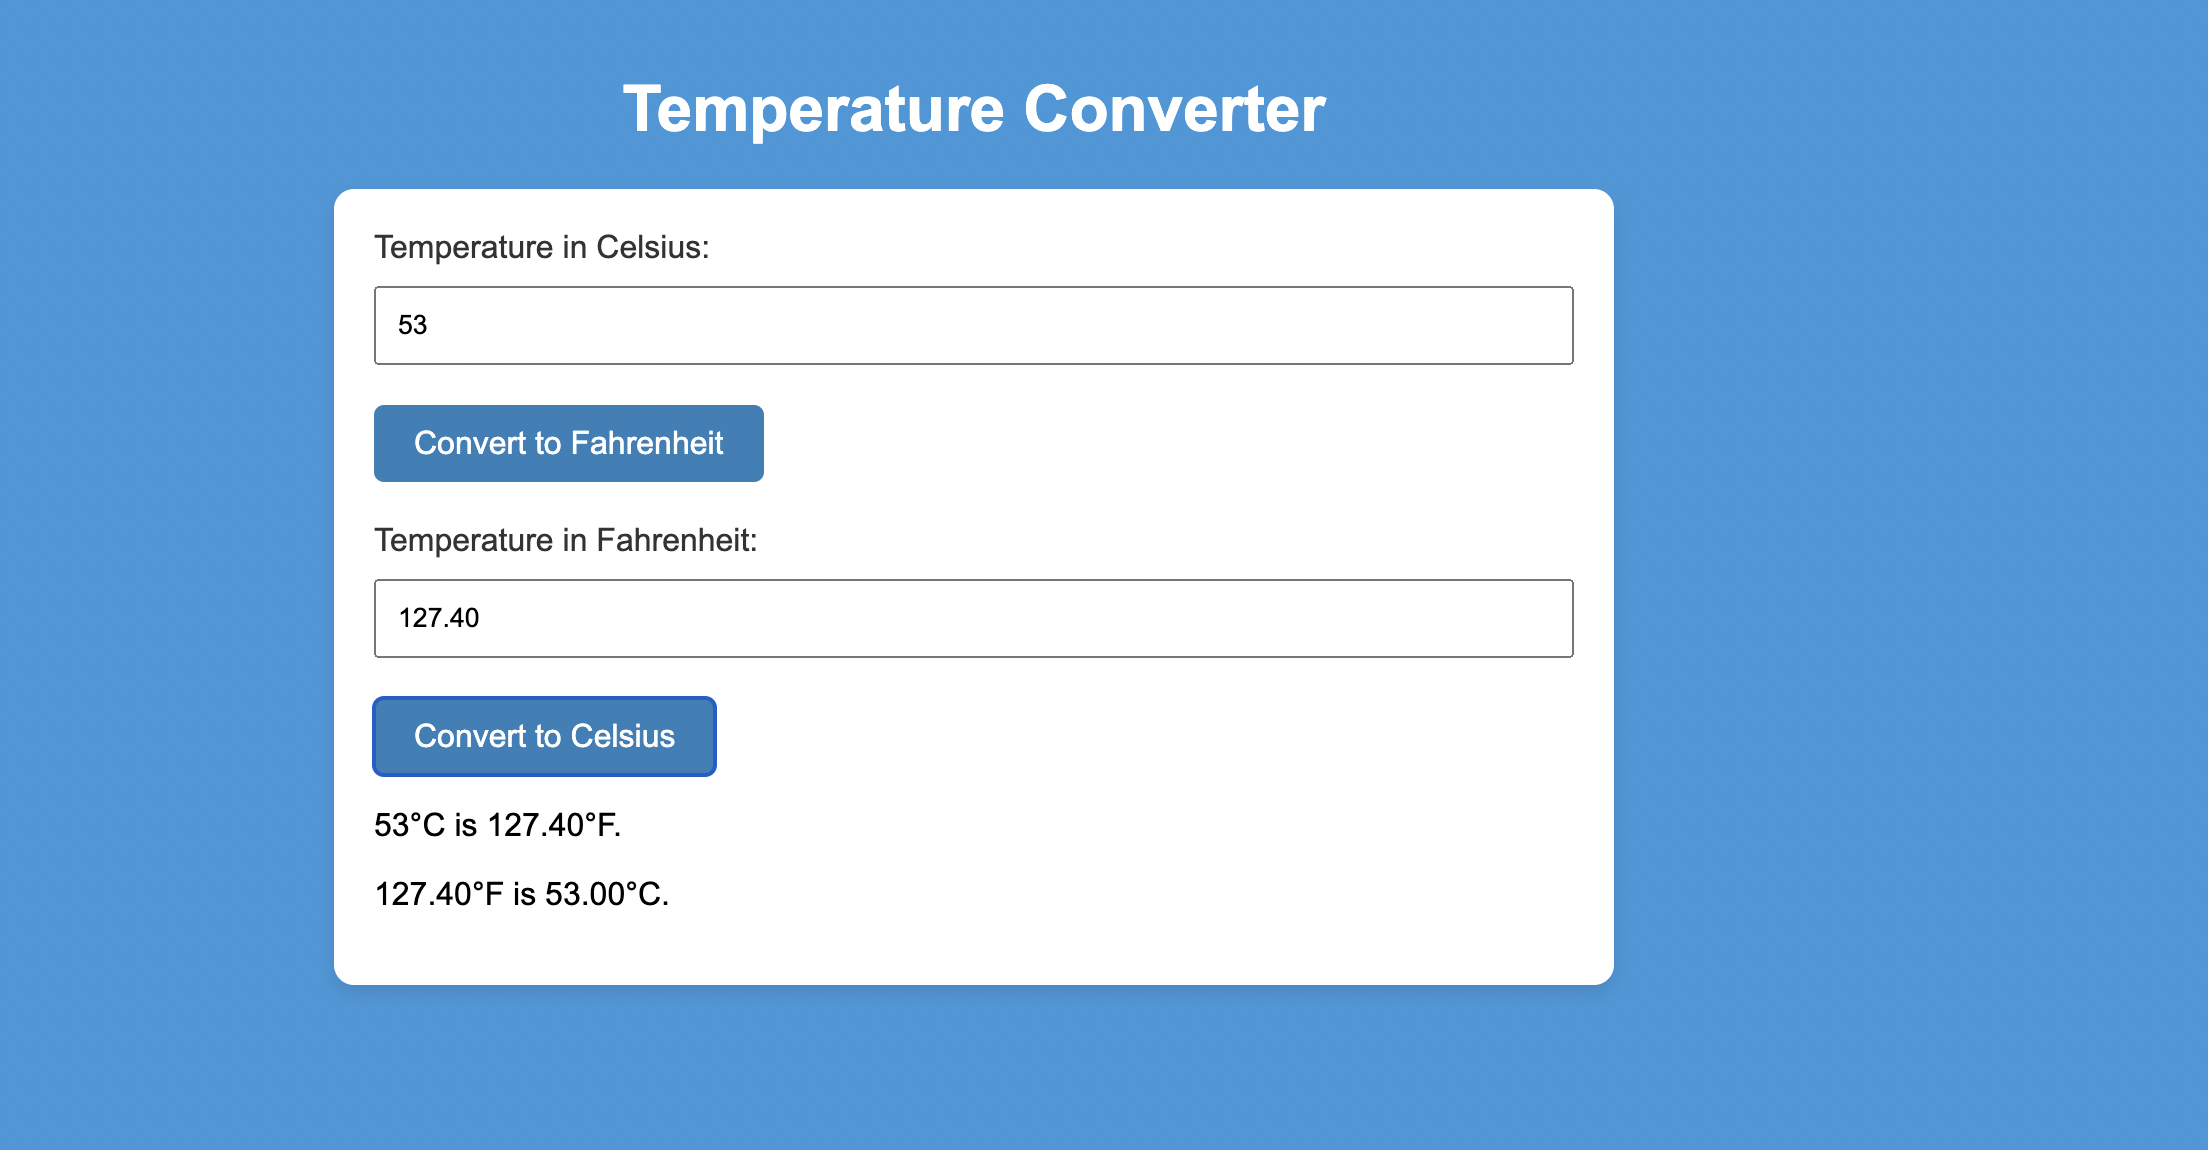 Temperature Converter
Temperature in Celsius:
53
Convert to Fahrenheit
Temperature in Fahrenheit:
127.40
Convert to Celsius
53°C is 127.40°F.
127.40°F is 53.00°C.